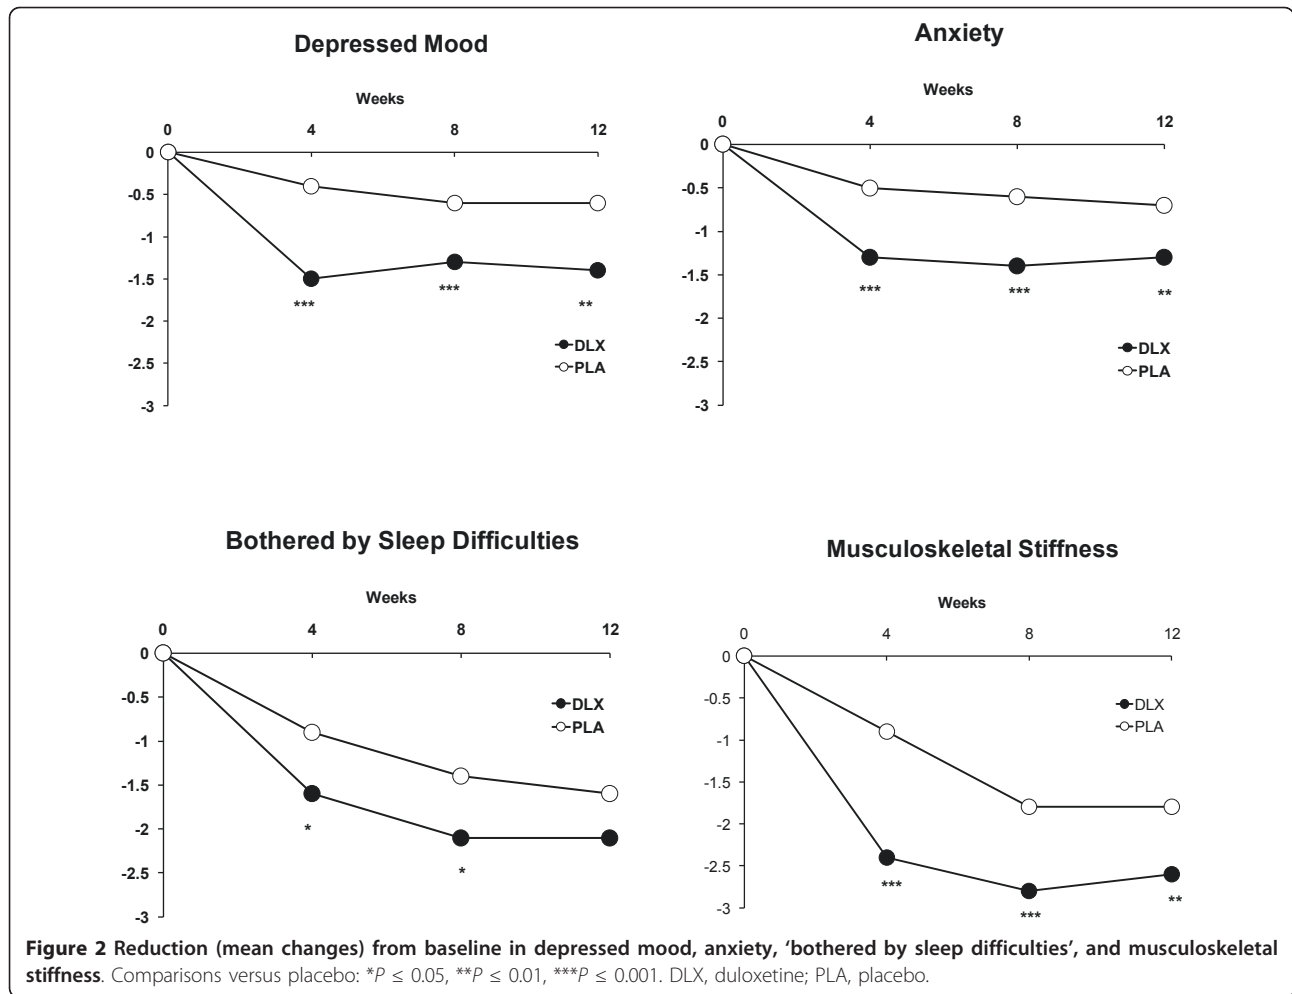 Depressed Mood
Weeks
0 4 8 12
0
-0.5
-1
-1.5
-2
-2.5
-3
*** *** **
DLX
PLA
Anxiety
Weeks
0 4 8 12
0
-0.5
-1
-1.5
-2
-2.5
-3
*** *** **
DLX
PLA
Bothered by Sleep Difficulties
Weeks
0 4 8 12
0
-0.5
-1
-1.5
-2
-2.5
-3
DLX
PLA
* *
Musculoskeletal Stiffness
Weeks
0 4 8 12
0
-0.5
-1
-1.5
-2
-2.5
-3
DLX
PLA
*** *** **
Figure 2 Reduction (mean changes) from baseline in depressed mood, anxiety, ‘bothered by sleep difficulties’, and musculoskeletal
stiffness. Comparisons versus placebo: *P ≤ 0.05, **P ≤ 0.01, ***P ≤ 0.001. DLX, duloxetine; PLA, placebo.